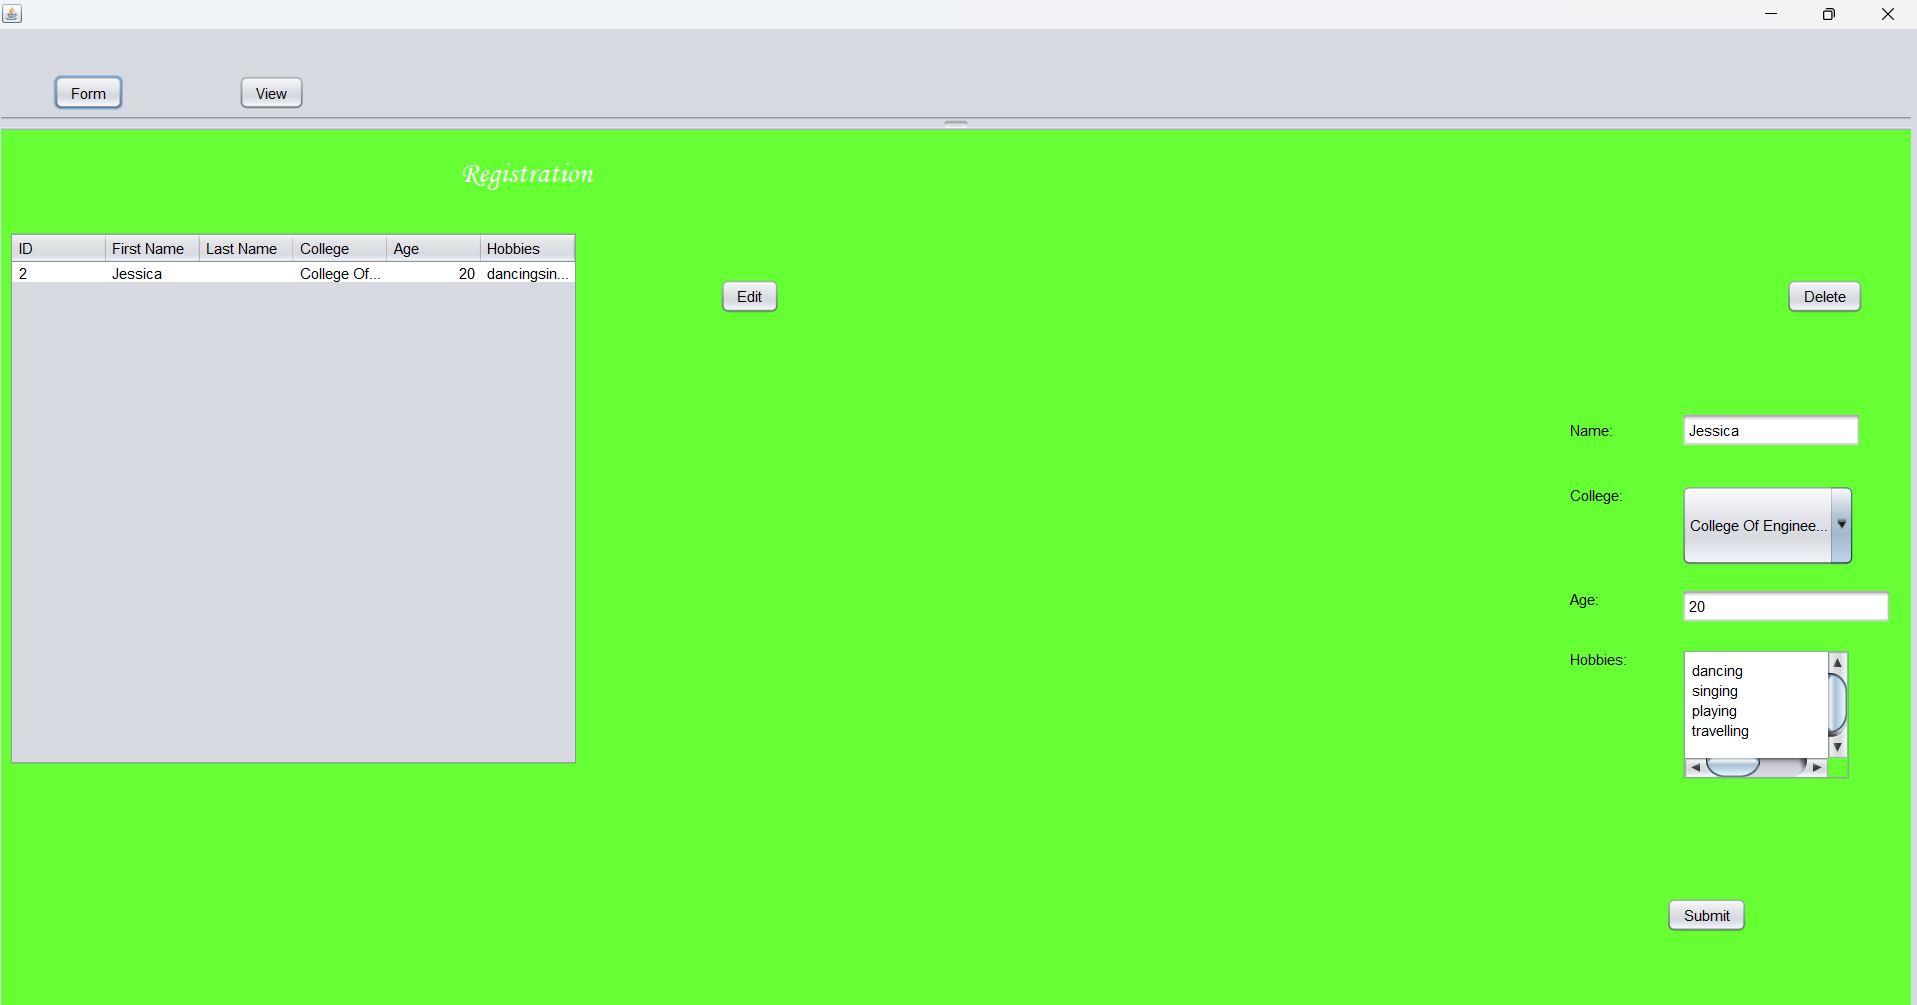 Form View
Registration
ID First Name Last Name College Age Hobbies
2 Jessica College Of... 20 dancingsin...
Edit Delete
Name: Jessica
College: College Of Enginee...
Age: 20
Hobbies: dancing
singing
playing
travelling
Submit